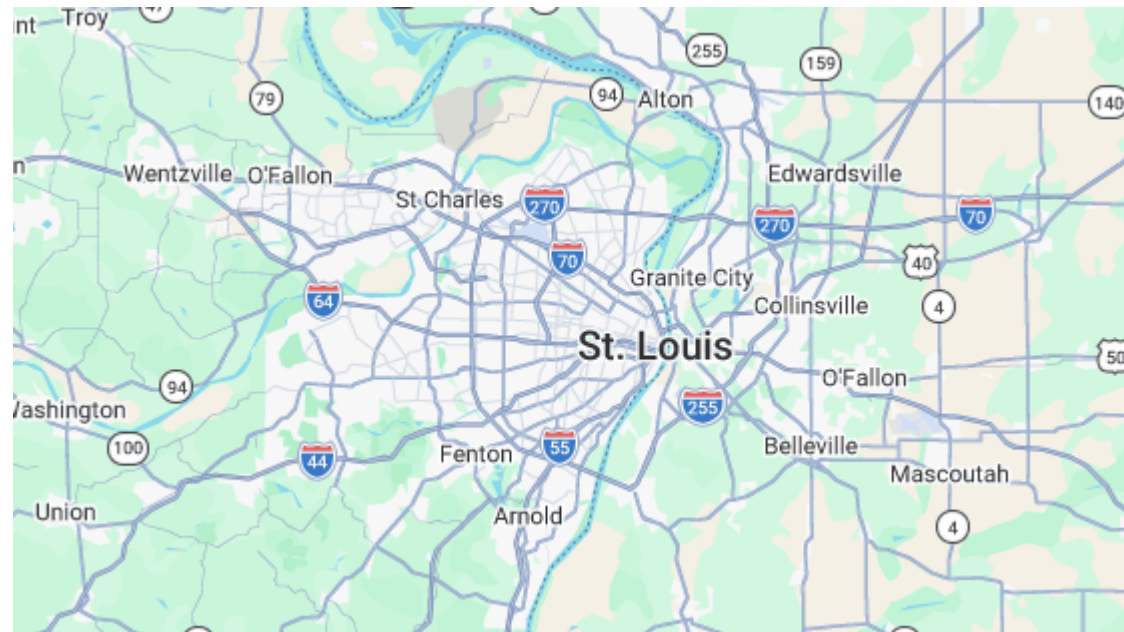 47
Troy
nt
255
159
79
94
Alton
140
n
Wentzville
O'Fallon
Edwardsville
St Charles
270
70
270
70
40
Granite City
64
Collinsville
4
St. Louis
50
94
O'Fallon
Washington
255
100
Fenton
55
Belleville
44
Mascoutah
Union
Arnold
4